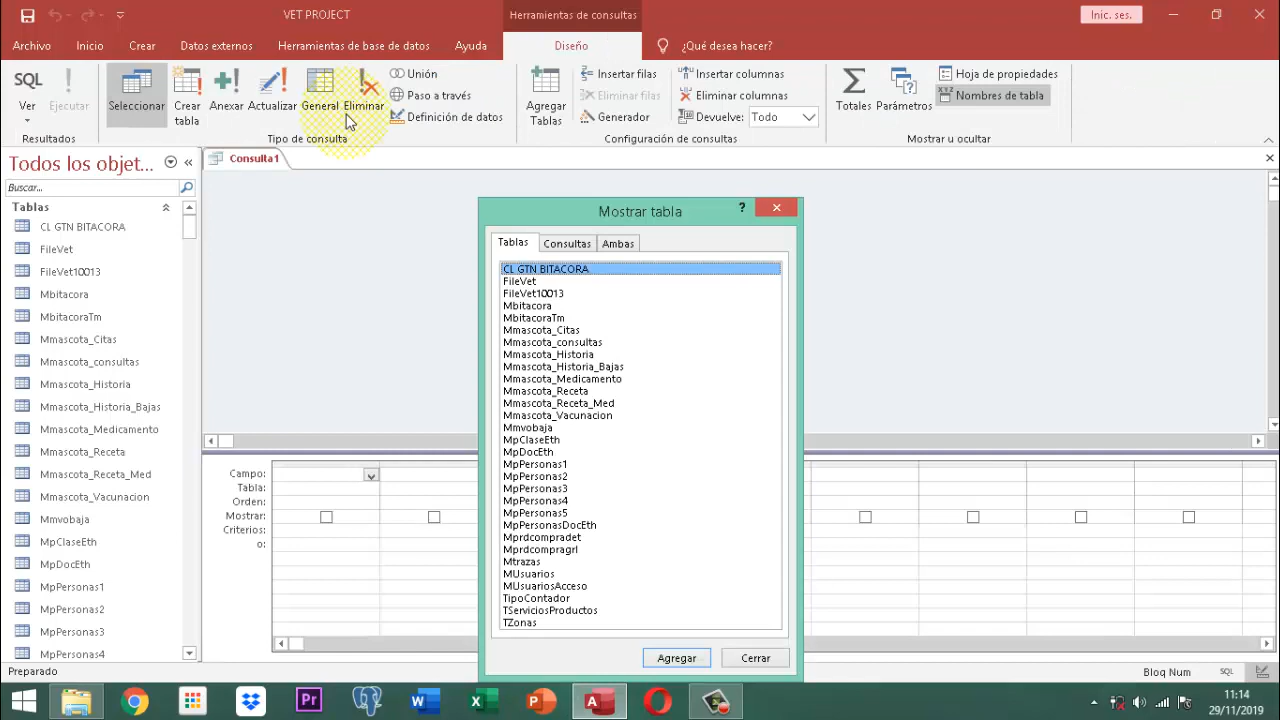 VET PROJECT
Herramientas de consultas
Inic. ses.
Archivo
Inicio
Crear
Datos externos
Herramientas de base de datos
Ayuda
Diseño
¿Qué desea hacer?
SQL
Ver
Ejecutar
Resultados
Seleccionar
Crear
tabla
Anexar
Actualizar
General
Eliminar
Unión
Paso a través
Definición de datos
Tipo de consulta
Agregar
Tablas
Insertar filas
Eliminar filas
Generador
Insertar columnas
Eliminar columnas
Devuelve:
Todo
Configuración de consultas
Totales
Parámetros
Hoja de propiedades
Nombres de tabla
Mostrar u ocultar
Todos los objet...
Buscar...
Tablas
CL GTN BITACORA
FileVet
FileVet10013
Mbitacora
MbitacoraTm
Mmascota_Citas
Mmascota_consultas
Mmascota_Historia
Mmascota_Historia_Bajas
Mmascota_Medicamento
Mmascota_Receta
Mmascota_Receta_Med
Mmascota_Vacunacion
Mmvobaja
MpClaseEth
MpDocEth
MpPersonas1
MpPersonas2
MpPersonas3
MpPersonas4
Consulta1
Campo:
Tabla:
Orden:
Mostrar:
Criterios:
o:
Mostrar tabla
?
Tablas
Consultas
Ambas
CL GTN BITACORA
FileVet
FileVet10013
Mbitacora
MbitacoraTm
Mmascota_Citas
Mmascota_consultas
Mmascota_Historia
Mmascota_Historia_Bajas
Mmascota_Medicamento
Mmascota_Receta
Mmascota_Receta_Med
Mmascota_Vacunacion
Mmvobaja
MpClaseEth
MpDocEth
MpPersonas1
MpPersonas2
MpPersonas3
MpPersonas4
MpPersonas5
MpPersonasDocEth
Mprdcompradet
Mprdcompragrl
Mtrazas
MUsuarios
MUsuariosAcceso
TipoContador
TServiciosProductos
TZonas
Agregar
Cerrar
Preparado
Bloq Num
SQL
Pr
11:14
29/11/2019